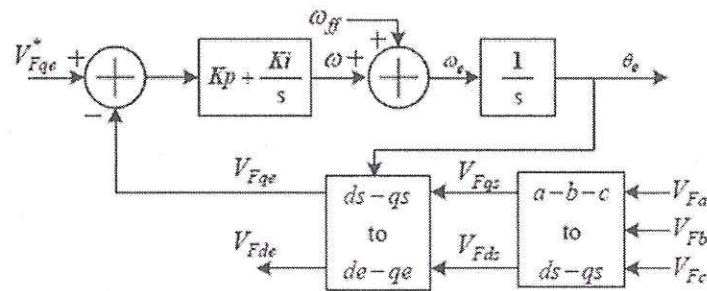 ω_ff
V*_Fqe + ω + + ω_e θ_e
Kp + Ki/s
1/s
−
V_Fqe V_Fqs V_Fa
ds−qs a−b−c
to to V_Fb
V_Fde V_Fds V_Fc
de−qe ds−qs